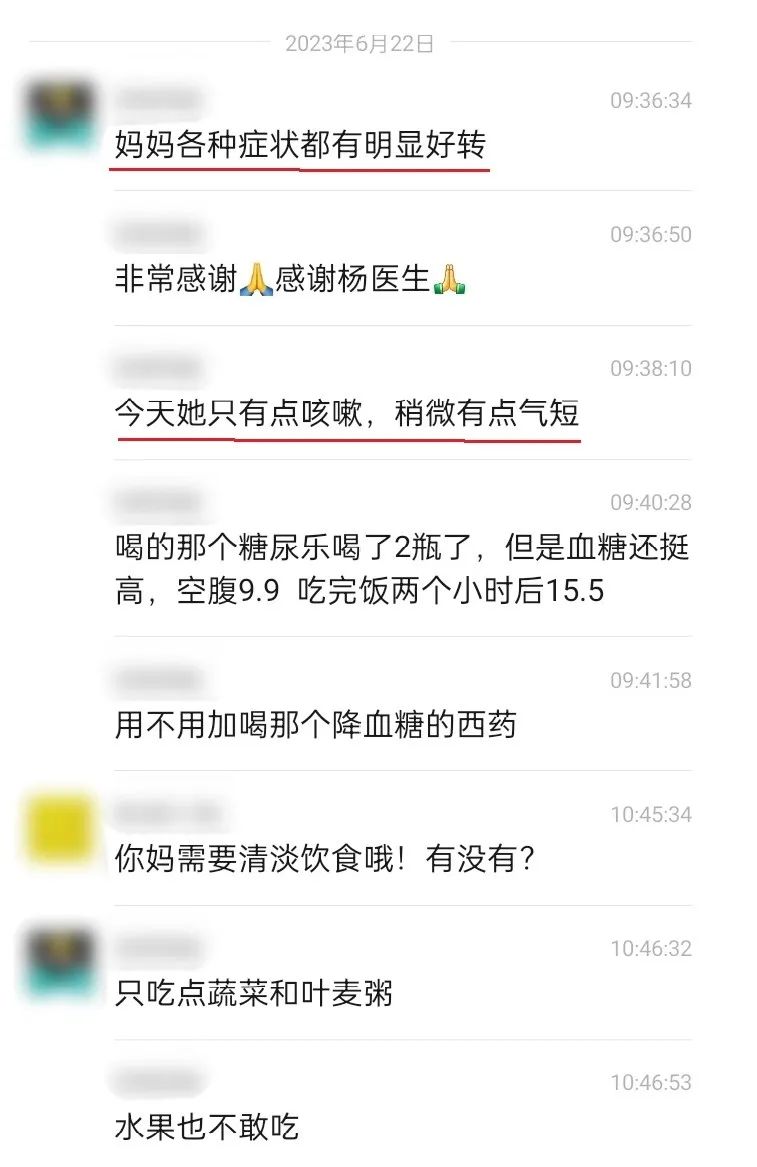 2023年6月22日
09:36:34
妈妈各种症状都有明显好转
09:36:50
非常感谢🙏感谢杨医生🙏
09:38:10
今天她只有点咳嗽，稍微有点气短
09:40:28
喝的那个糖尿乐喝了2瓶了，但是血糖还挺
高，空腹9.9 吃完饭两个小时后15.5
09:41:58
用不用加喝那个降血糖的西药
10:45:34
你妈需要清淡饮食哦！有没有？
10:46:32
只吃点蔬菜和叶麦粥
10:46:53
水果也不敢吃